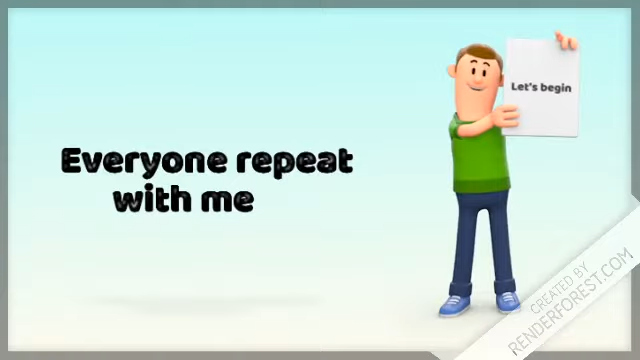 Everyone repeat
with me
Let's begin
CREATED BY
RENDERFOREST.COM